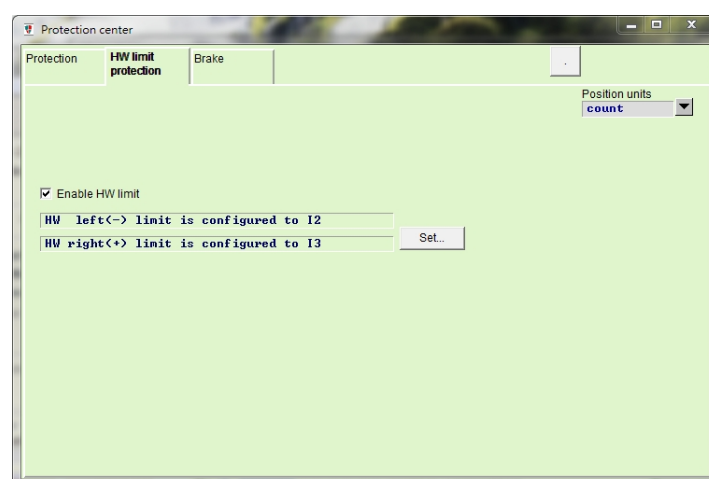 Protection center
Protection
HW limit
protection
Brake
.
Position units
count
Enable HW limit
HW left(-) limit is configured to I2
HW right(+) limit is configured to I3
Set...